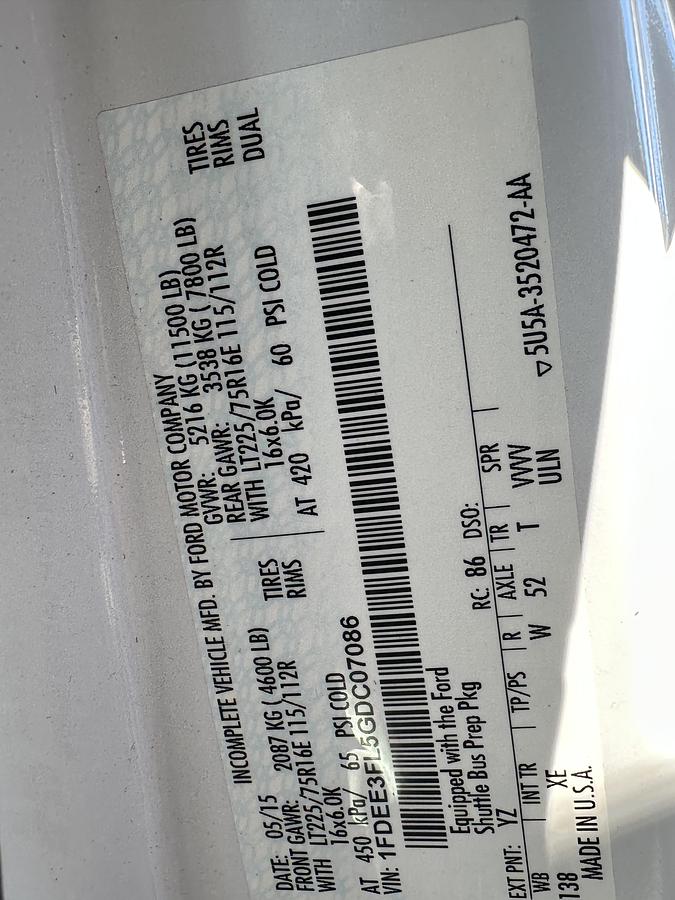 INCOMPLETE VEHICLE MFD. BY FORD MOTOR COMPANY
DATE: 05/15 GVWR: 5216 KG (11500 LB)
FRONT GAWR: 2087 KG ( 4600 LB) REAR GAWR: 3538 KG ( 7800 LB)
WITH LT225/75R16E 115/112R TIRES WITH LT225/75R16E 115/112R TIRES
16x6.0K RIMS 16x6.0K RIMS
AT 450 kPa/ 65 PSI COLD AT 420 kPa/ 60 PSI COLD DUAL
VIN: 1FDEE3FL5GDC07086
Equipped with the Ford
Shuttle Bus Prep Pkg
RC: 86 DSO:
EXT PNT: YZ
WB INT TR TP/PS R AXLE TR SPR
138 XE W 52 T VVVV
ULN
MADE IN U.S.A.
▽5U5A-3520472-AA